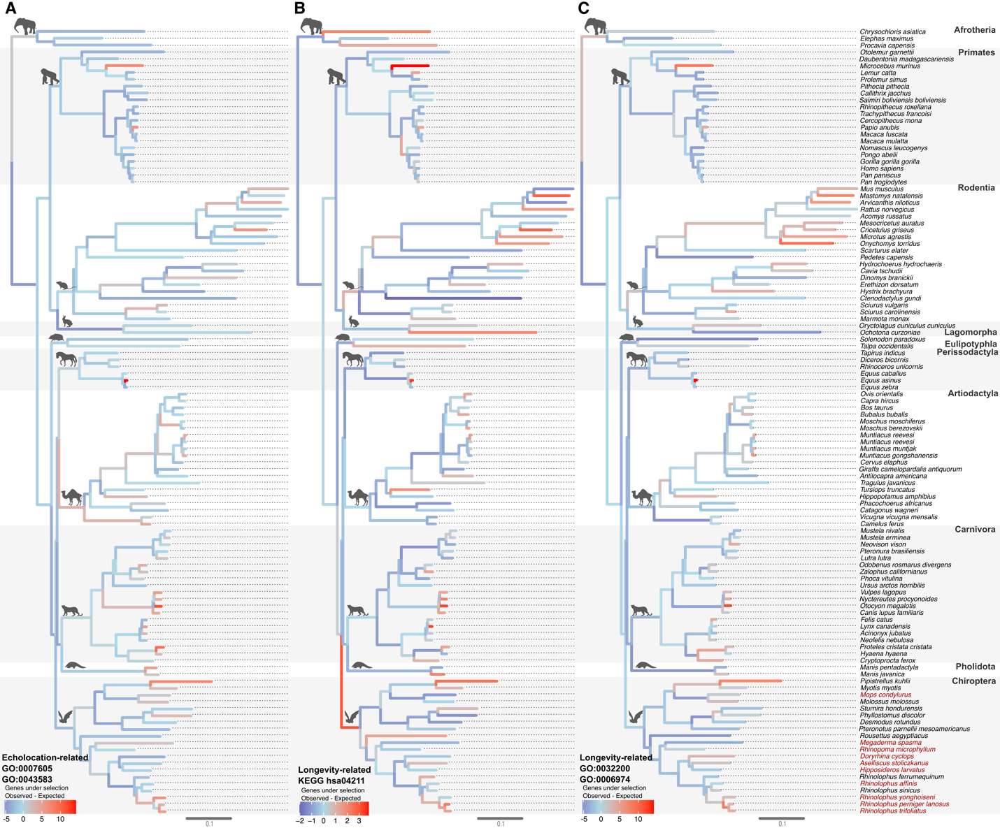 A
B
C
Chrysochloris asiatica
Afrotheria
Elephas maximus
Procavia capensis
Otolemur garnettii
Primates
Daubentonia madagascariensis
Microcebus murinus
Lemur catta
Prolemur simus
Pithecia pithecia
Callithrix jacchus
Saimiri boliviensis boliviensis
Rhinopithecus roxellana
Trachypithecus francoisi
Cercopithecus mona
Papio anubis
Macaca fuscata
Macaca mulatta
Nomascus leucogenys
Pongo abelii
Gorilla gorilla gorilla
Homo sapiens
Pan paniscus
Pan troglodytes
Mus musculus
Rodentia
Mastomys natalensis
Arvicanthis niloticus
Rattus norvegicus
Acomys russatus
Mesocricetus auratus
Cricetulus griseus
Microtus agrestis
Onychomys torridus
Scarturus elater
Pedetes capensis
Hydrochoerus hydrochaeris
Cavia tschudii
Dinomys branickii
Erethizon dorsatum
Hystrix brachyura
Ctenodactylus gundi
Sciurus vulgaris
Sciurus carolinensis
Marmota monax
Oryctolagus cuniculus cuniculus
Ochotona curzoniae
Lagomorpha
Solenodon paradoxus
Eulipotyphla
Talpa occidentalis
Tapirus indicus
Perissodactyla
Diceros bicornis
Rhinoceros unicornis
Equus caballus
Equus asinus
Equus zebra
Ovis orientalis
Artiodactyla
Capra hircus
Bos taurus
Bubalus bubalis
Moschus moschiferus
Moschus berezovskii
Muntiacus reevesi
Muntiacus reevesi
Muntiacus muntjak
Muntiacus gongshanensis
Cervus elaphus
Giraffa camelopardalis antiquorum
Antilocapra americana
Tragulus javanicus
Tursiops truncatus
Hippopotamus amphibius
Phacochoerus africanus
Catagonus wagneri
Vicugna vicugna mensalis
Camelus ferus
Mustela nivalis
Carnivora
Mustela erminea
Neovison vison
Pteronura brasiliensis
Lutra lutra
Odobenus rosmarus divergens
Zalophus californianus
Phoca vitulina
Ursus arctos horribilis
Vulpes lagopus
Nyctereutes procyonoides
Otocyon megalotis
Canis lupus familiaris
Felis catus
Lynx canadensis
Acinonyx jubatus
Neofelis nebulosa
Proteles cristata cristata
Hyaena hyaena
Cryptoprocta ferox
Manis pentadactyla
Pholidota
Manis javanica
Pipistrellus kuhlii
Chiroptera
Myotis myotis
Mops condylurus
Molossus molossus
Sturnira hondurensis
Phyllostomus discolor
Desmodus rotundus
Pteronotus parnellii mesoamericanus
Rousettus aegyptiacus
Megaderma spasma
Rhinopoma microphyllum
Doryrhina cyclops
Aselliscus stoliczkanus
Hipposideros larvatus
Rhinolophus ferrumequinum
Rhinolophus affinis
Rhinolophus sinicus
Rhinolophus yonghoiseni
Rhinolophus perniger lanosus
Rhinolophus trifoliatus
Echolocation-related
GO:0007605
GO:0043583
Genes under selection
Observed - Expected
-5 0 5 10
0.1
Longevity-related
KEGG hsa04211
Genes under selection
Observed - Expected
−2 −1 0 1 2 3
0.1
Longevity-related
GO:0032200
GO:0006974
Genes under selection
Observed - Expected
-5 0 5 10
0.1